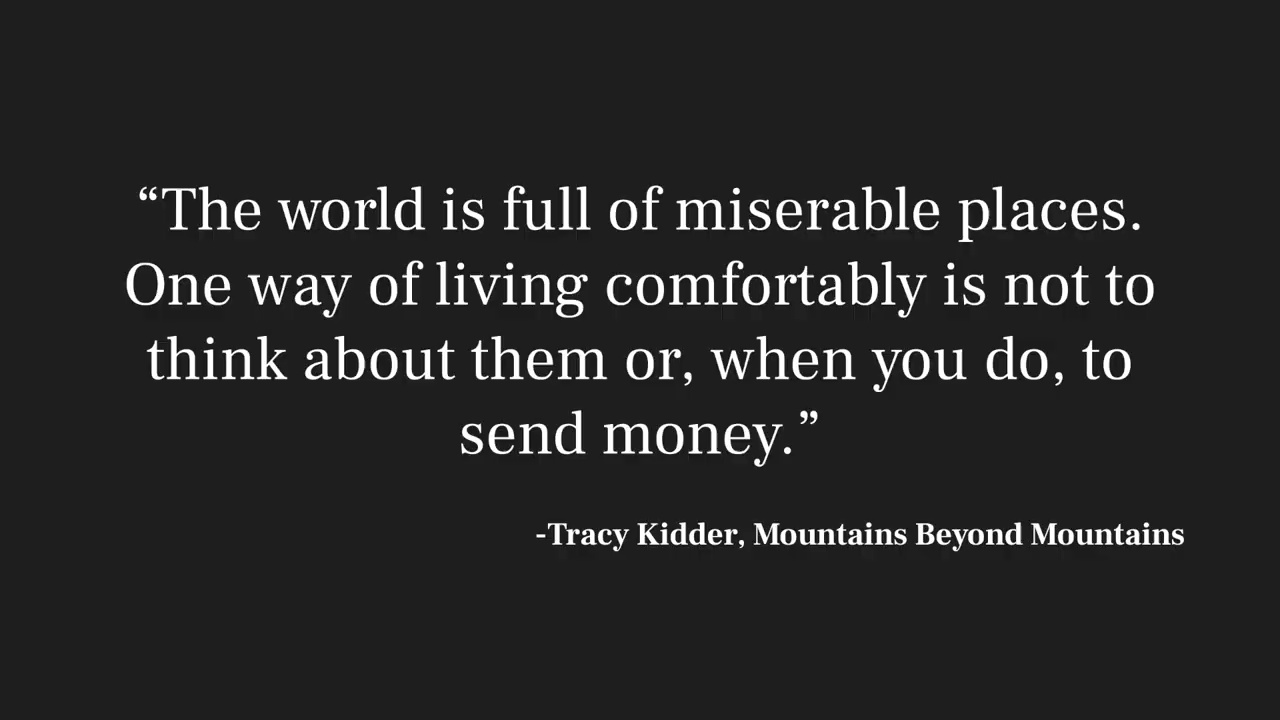 “The world is full of miserable places.
One way of living comfortably is not to
think about them or, when you do, to
send money.”
-Tracy Kidder, Mountains Beyond Mountains